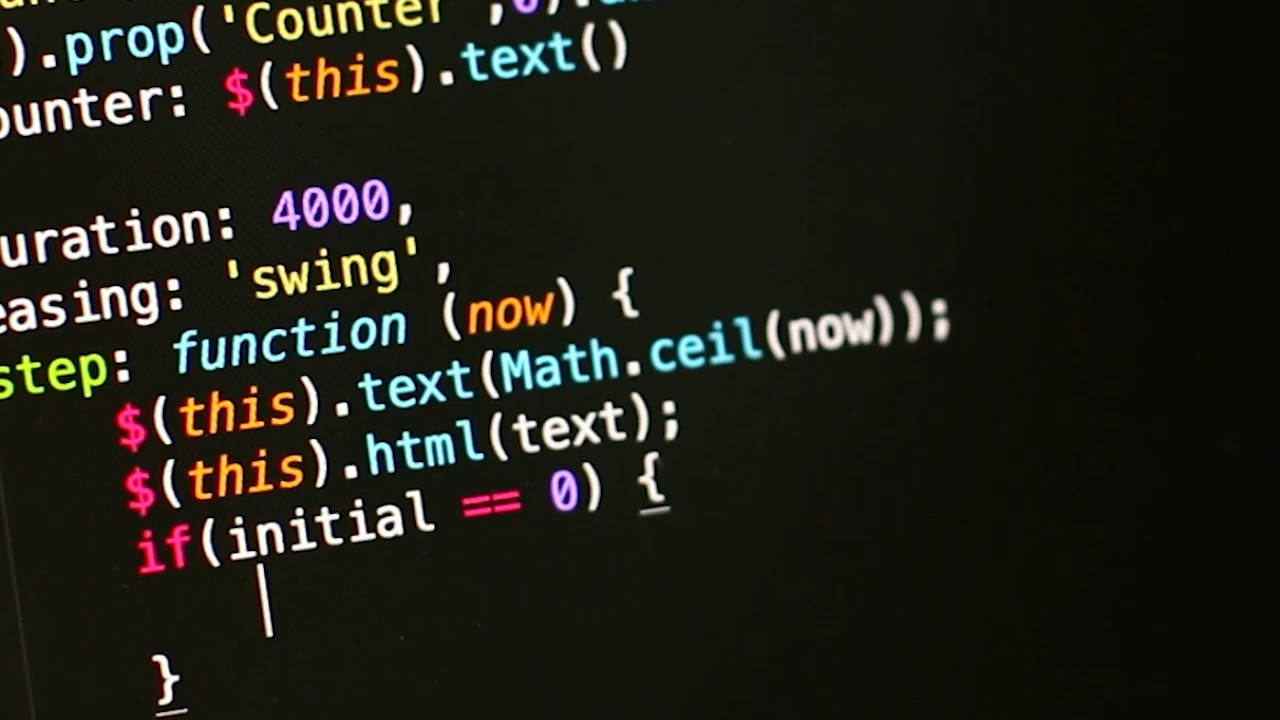 ).prop('Counter',0).
ounter: $(this).text()
uration: 4000,
easing: 'swing',
step: function (now) {
$(this).text(Math.ceil(now));
$(this).html(text);
if(initial == 0) {
}